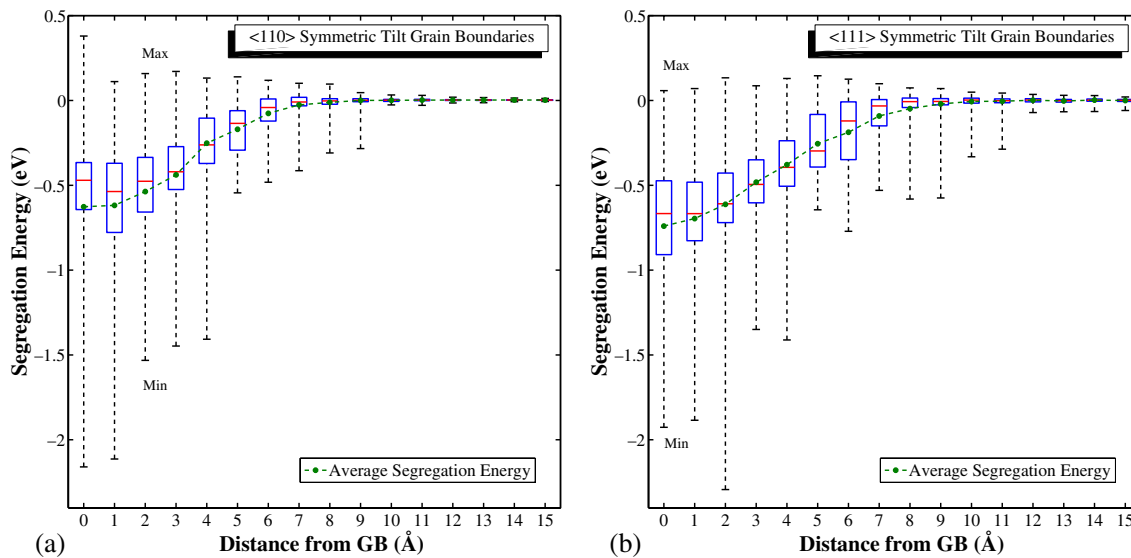 <110> Symmetric Tilt Grain Boundaries
Max
Min
Average Segregation Energy
Segregation Energy (eV)
0.5
0
−0.5
−1
−1.5
−2
0 1 2 3 4 5 6 7 8 9 10 11 12 13 14 15
(a)
Distance from GB (Å)
<111> Symmetric Tilt Grain Boundaries
Max
Min
Average Segregation Energy
Segregation Energy (eV)
0.5
0
−0.5
−1
−1.5
−2
0 1 2 3 4 5 6 7 8 9 10 11 12 13 14 15
(b)
Distance from GB (Å)